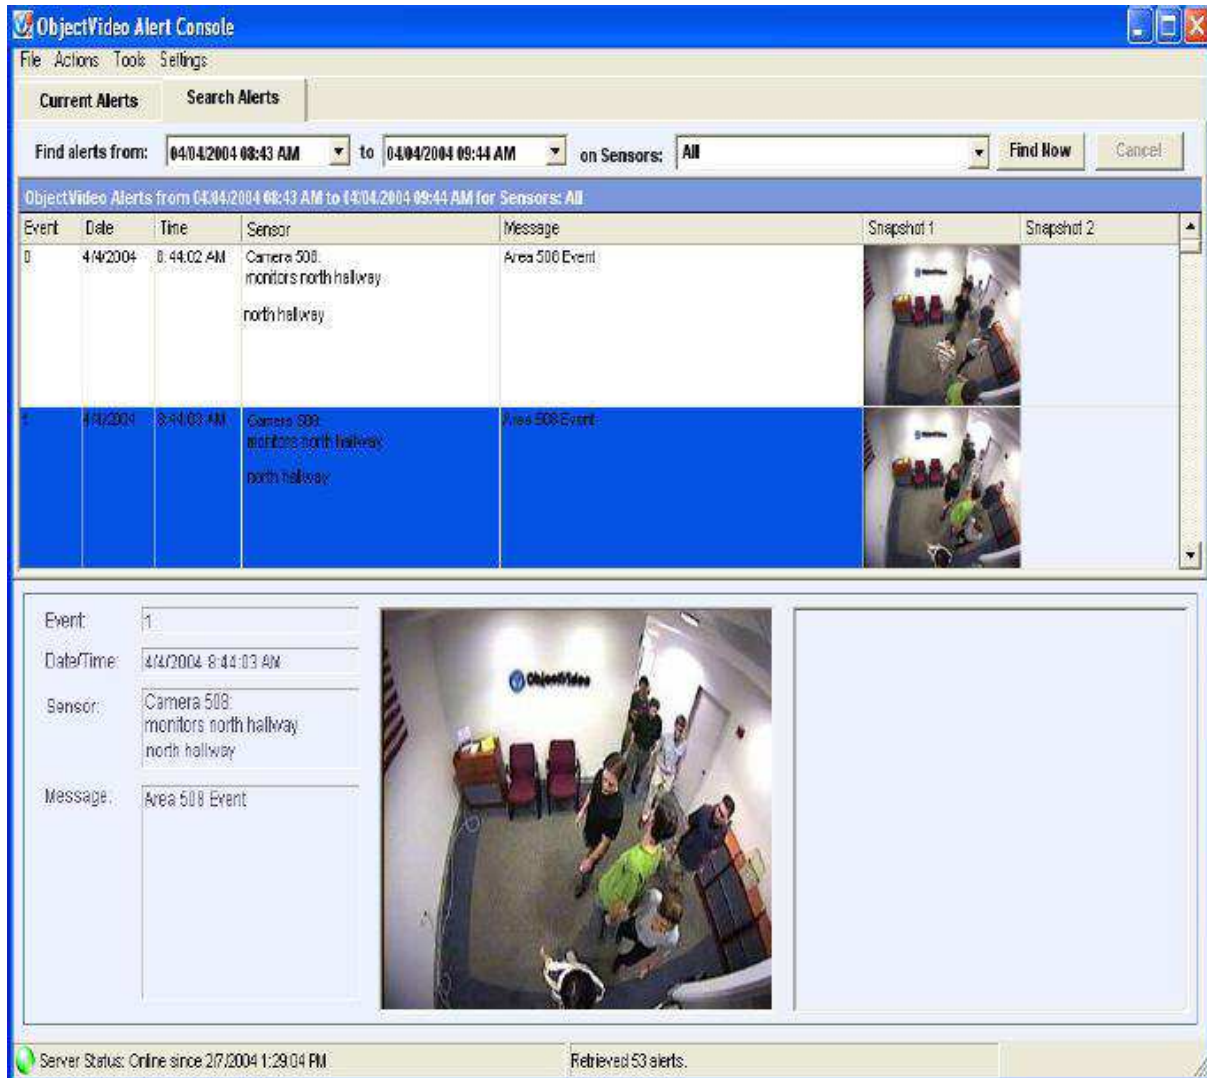 ObjectVideo Alert Console
File Actions Tools Settings
Current Alerts Search Alerts
Find alerts from: 04/04/2004 08:43 AM to 04/04/2004 09:44 AM on Sensors: All Find Now Cancel
ObjectVideo Alerts from 04/04/2004 08:43 AM to 04/04/2004 09:44 AM for Sensors: All
Event Date Time Sensor Message Snapshot 1 Snapshot 2
0 4/4/2004 8:44:02 AM Camera 508: Area 508 Event
monitors north hallway
north hallway
1 4/4/2004 8:44:03 AM Camera 508: Area 508 Event
monitors north hallway
north hallway
Event: 1
Date/Time: 4/4/2004 8:44:03 AM
Sensor: Camera 508:
monitors north hallway
north hallway
Message: Area 508 Event
ObjectVideo
Server Status: Online since 2/7/2004 1:29:04 PM Retrieved 53 alerts.